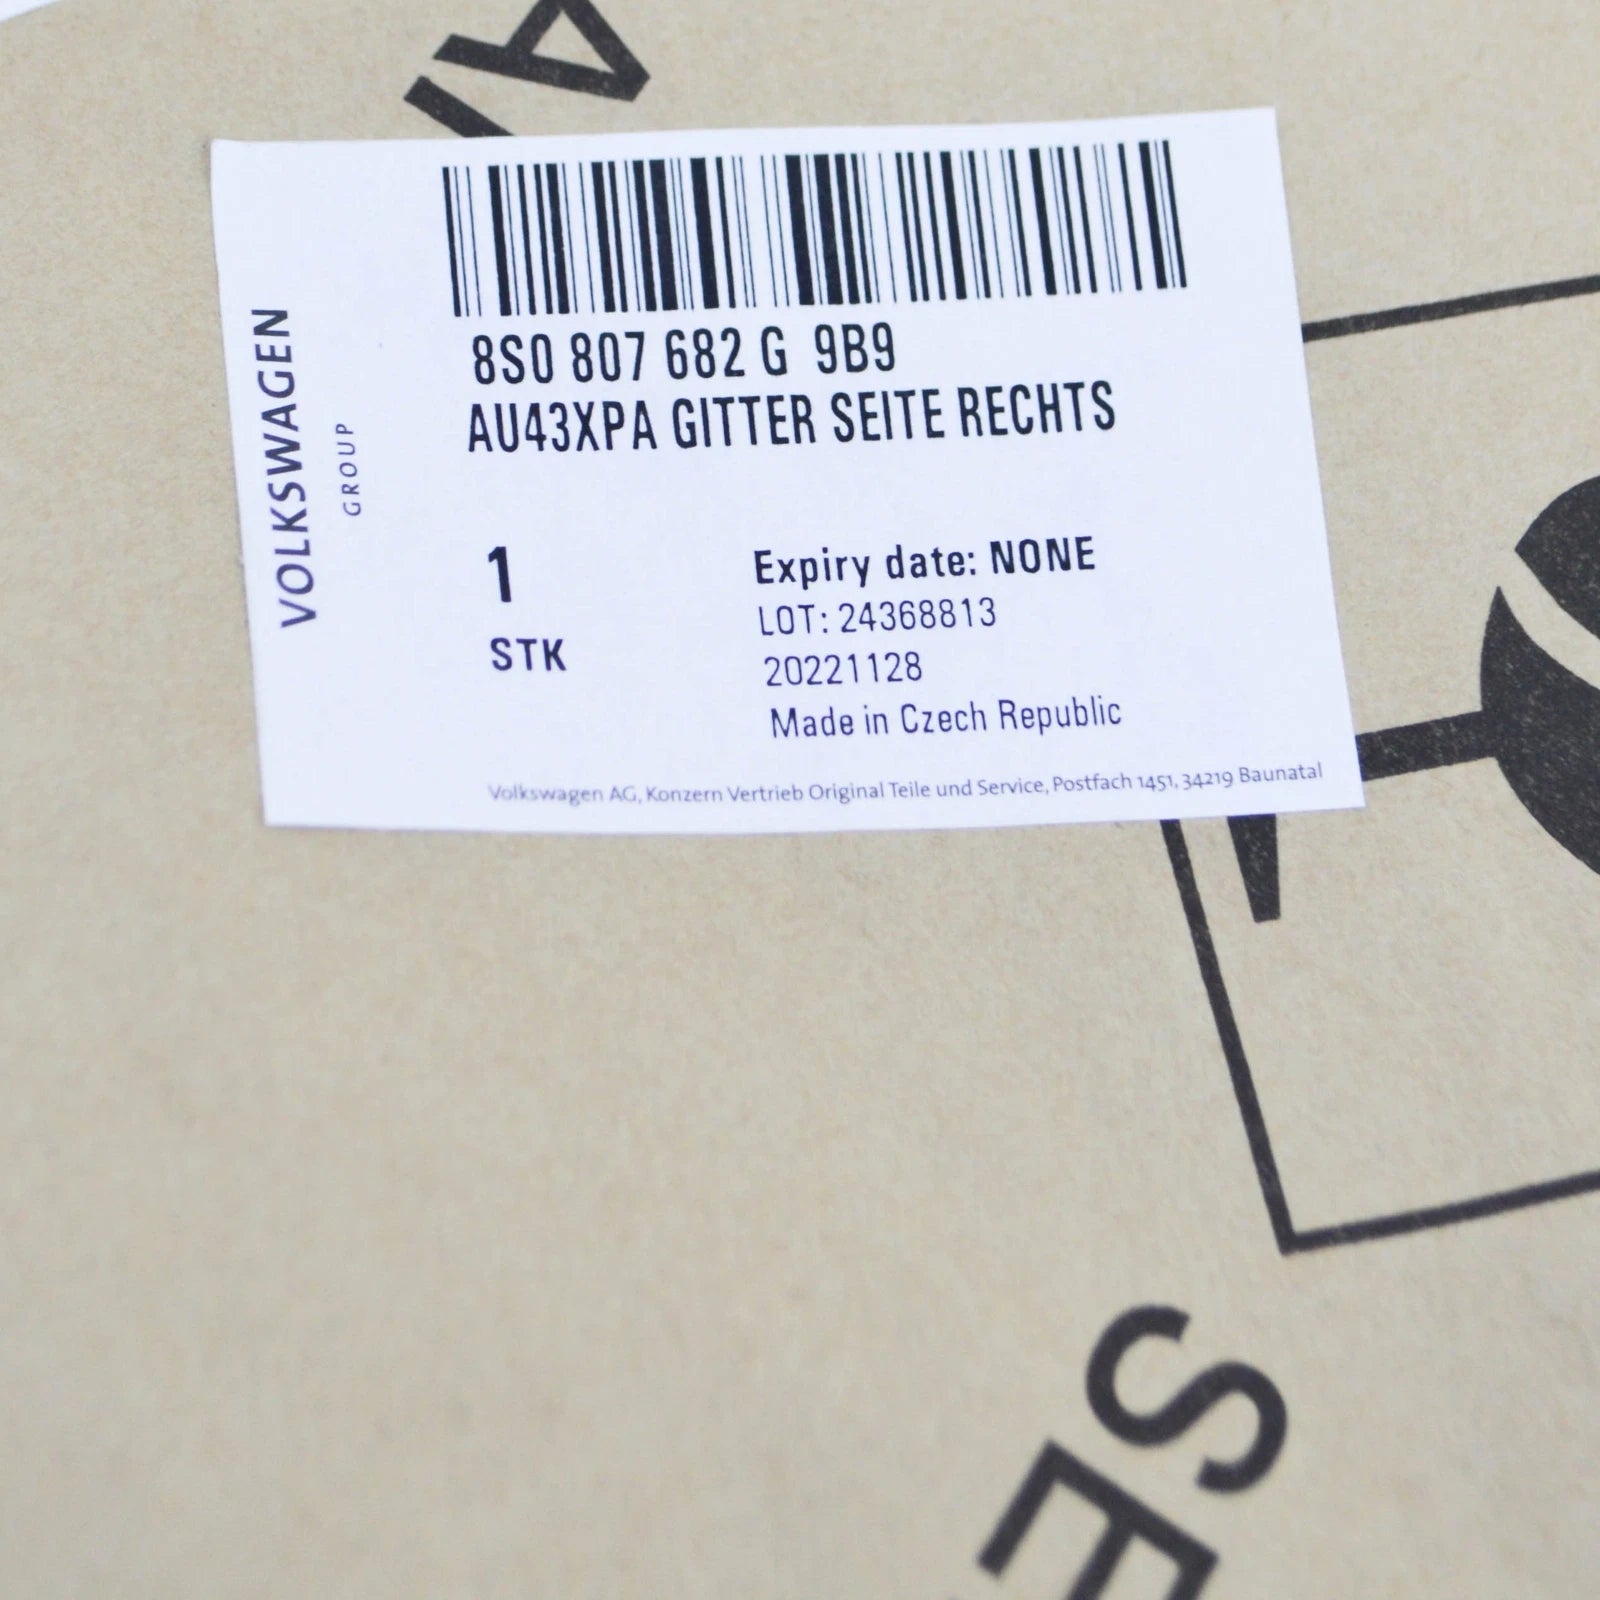 VOLKSWAGEN
GROUP
8S0 807 682 G 9B9
AU43XPA GITTER SEITE RECHTS
1
STK
Expiry date: NONE
LOT: 24368813
20221128
Made in Czech Republic
Volkswagen AG, Konzern Vertrieb Original Teile und Service, Postfach 1451, 34219 Baunatal
SE